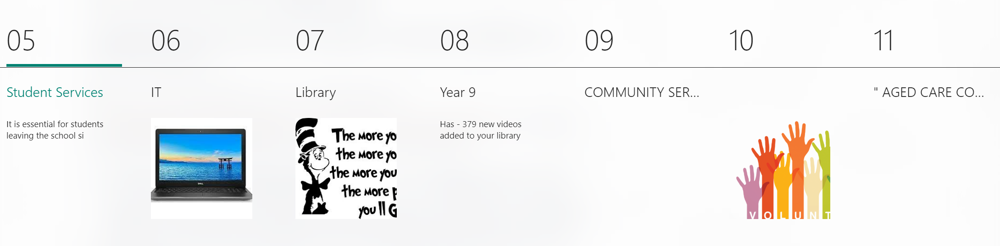 05
06
07
08
09
10
11
Student Services
IT
Library
Year 9
COMMUNITY SER...
" AGED CARE CO...
It is essential for students
leaving the school si
DELL
The more yo
the more yo
the more you
the more p
you'll G
Has - 379 new videos
added to your library
VOLUNT